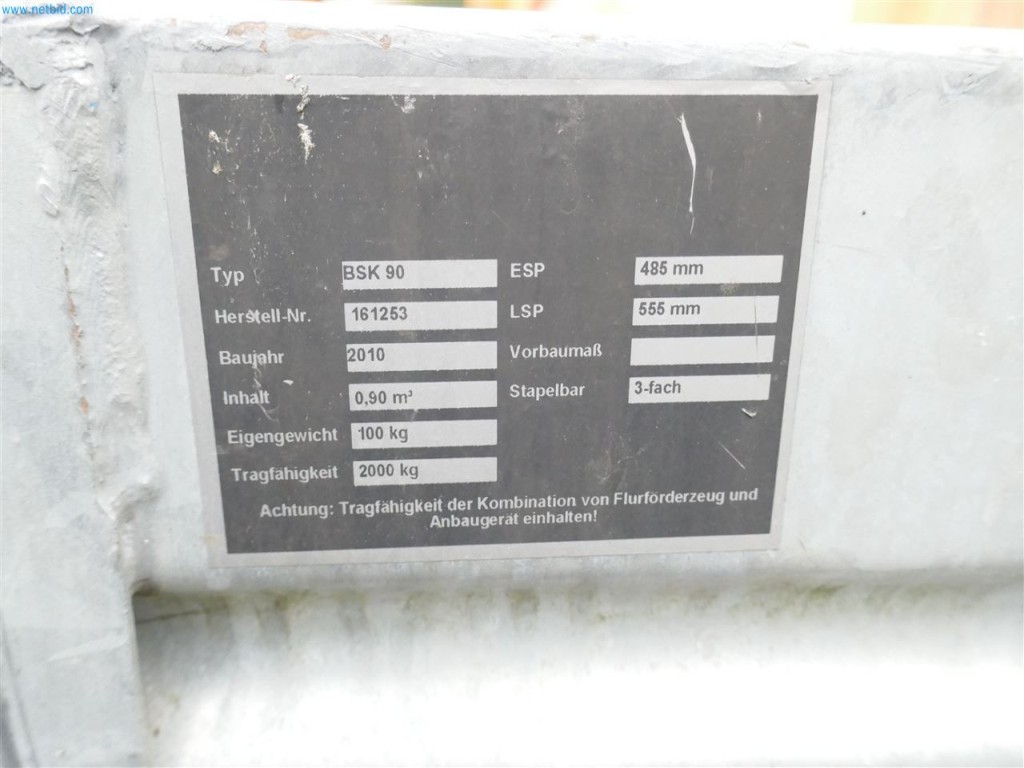 www.netbid.com
Typ BSK 90 ESP 485 mm
Herstell-Nr. 161253 LSP 555 mm
Baujahr 2010 Vorbaumaß
Inhalt 0,90 m³ Stapelbar 3-fach
Eigengewicht 100 kg
Tragfähigkeit 2000 kg
Achtung: Tragfähigkeit der Kombination von Flurförderzeug und
Anbaugerät einhalten!